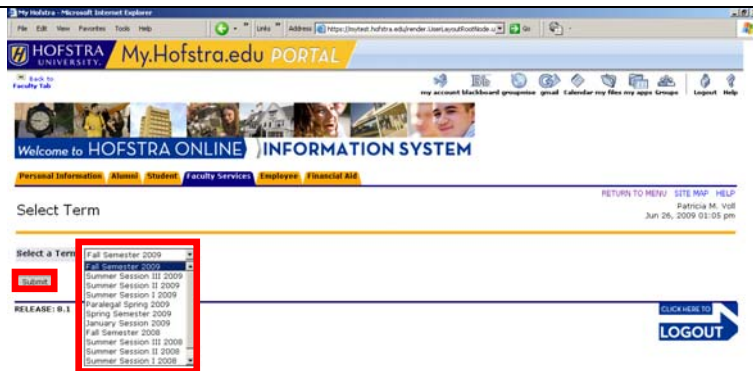 My Hofstra - Microsoft Internet Explorer
File Edit View Favorites Tools Help
Links » Address https://mytest.hofstra.edu/render.UserLayoutRootNode.u Go
HOFSTRA UNIVERSITY. My.Hofstra.edu PORTAL
Back to
Faculty Tab
my account blackboard groupwise gmail Calendar my files my apps Groups Logout Help
Welcome to HOFSTRA ONLINE INFORMATION SYSTEM
Personal Information Alumni Student Faculty Services Employee Financial Aid
RETURN TO MENU SITE MAP HELP
Select Term
Patricia M. Voll
Jun 26, 2009 01:05 pm
Select a Term Fall Semester 2009
Fall Semester 2009
Summer Session III 2009
Summer Session II 2009
Summer Session I 2009
Paralegal Spring 2009
Spring Semester 2009
January Session 2009
Fall Semester 2008
Summer Session III 2008
Summer Session II 2008
Summer Session I 2008
Submit
RELEASE: 8.1
CLICK HERE TO
LOGOUT